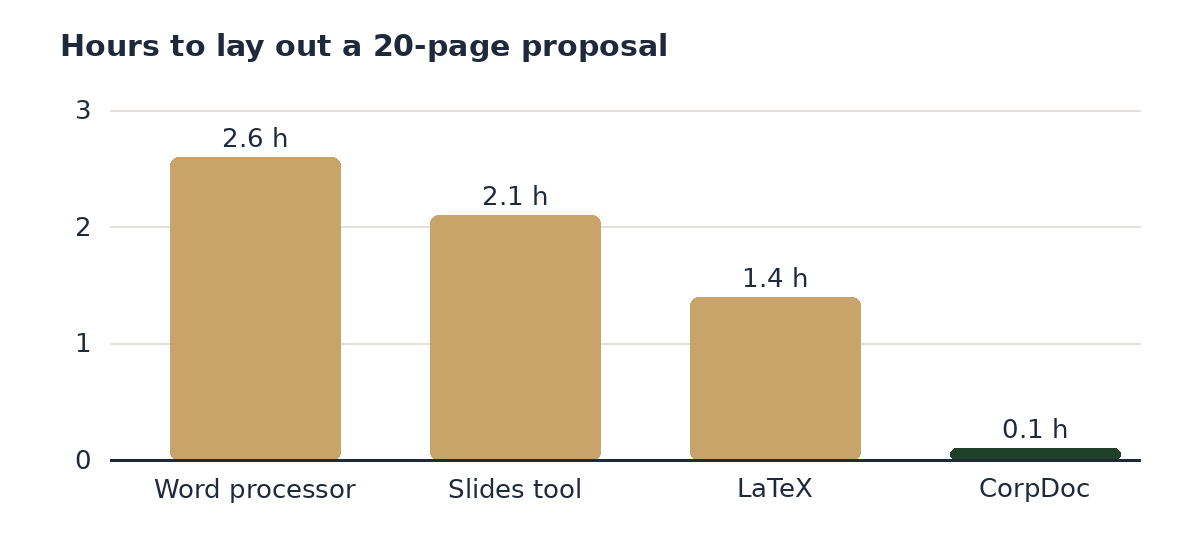 Hours to lay out a 20-page proposal
3
2.6 h
2.1 h
2
1.4 h
1
0.1 h
0
Word processor
Slides tool
LaTeX
CorpDoc